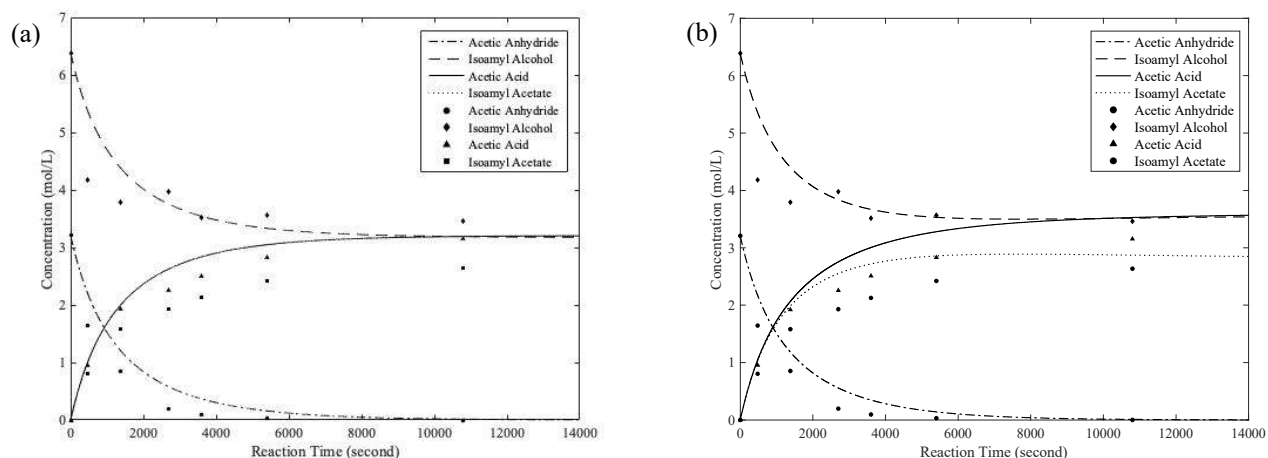 (a)
7
6
5
4
3
2
1
0
Concentration (mol/L)
0 2000 4000 6000 8000 10000 12000 14000
Reaction Time (second)
Acetic Anhydride
Isoamyl Alcohol
Acetic Acid
Isoamyl Acetate
Acetic Anhydride
Isoamyl Alcohol
Acetic Acid
Isoamyl Acetate
(b)
7
6
5
4
3
2
1
0
Concentration (mol/L)
0 2000 4000 6000 8000 10000 12000 14000
Reaction Time (second)
Acetic Anhydride
Isoamyl Alcohol
Acetic Acid
Isoamyl Acetate
Acetic Anhydride
Isoamyl Alcohol
Acetic Acid
Isoamyl Acetate